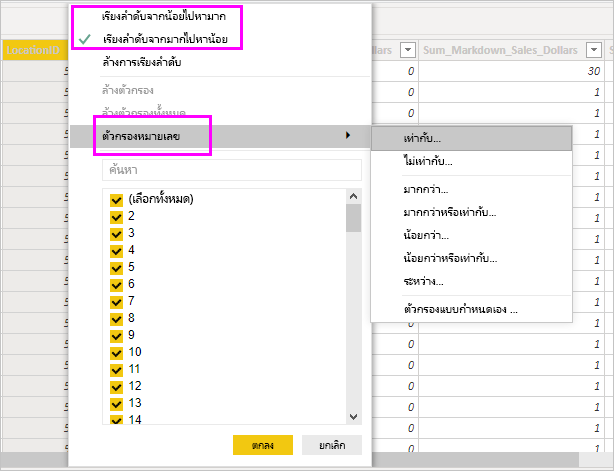 เรียงลำดับจากน้อยไปหามาก
เรียงลำดับจากมากไปหาน้อย
ล้างการเรียงลำดับ
ล้างตัวกรอง
ล้างตัวกรองทั้งหมด
ตัวกรองหมายเลข
ค้นหา
(เลือกทั้งหมด)
2
3
4
5
6
7
8
9
10
11
12
13
14
ตกลง
ยกเลิก
เท่ากับ...
ไม่เท่ากับ...
มากกว่า...
มากกว่าหรือเท่ากับ...
น้อยกว่า...
น้อยกว่าหรือเท่ากับ...
ระหว่าง...
ตัวกรองแบบกำหนดเอง ...
LocationID
llars
Sum_Markdown_Sales_Dollars
S
0 30
0 1
0 1
0 1
0 1
1
1
1
1
1
1
1
0 1
0 1
0 1
0 1
0 1
0 1
0 1